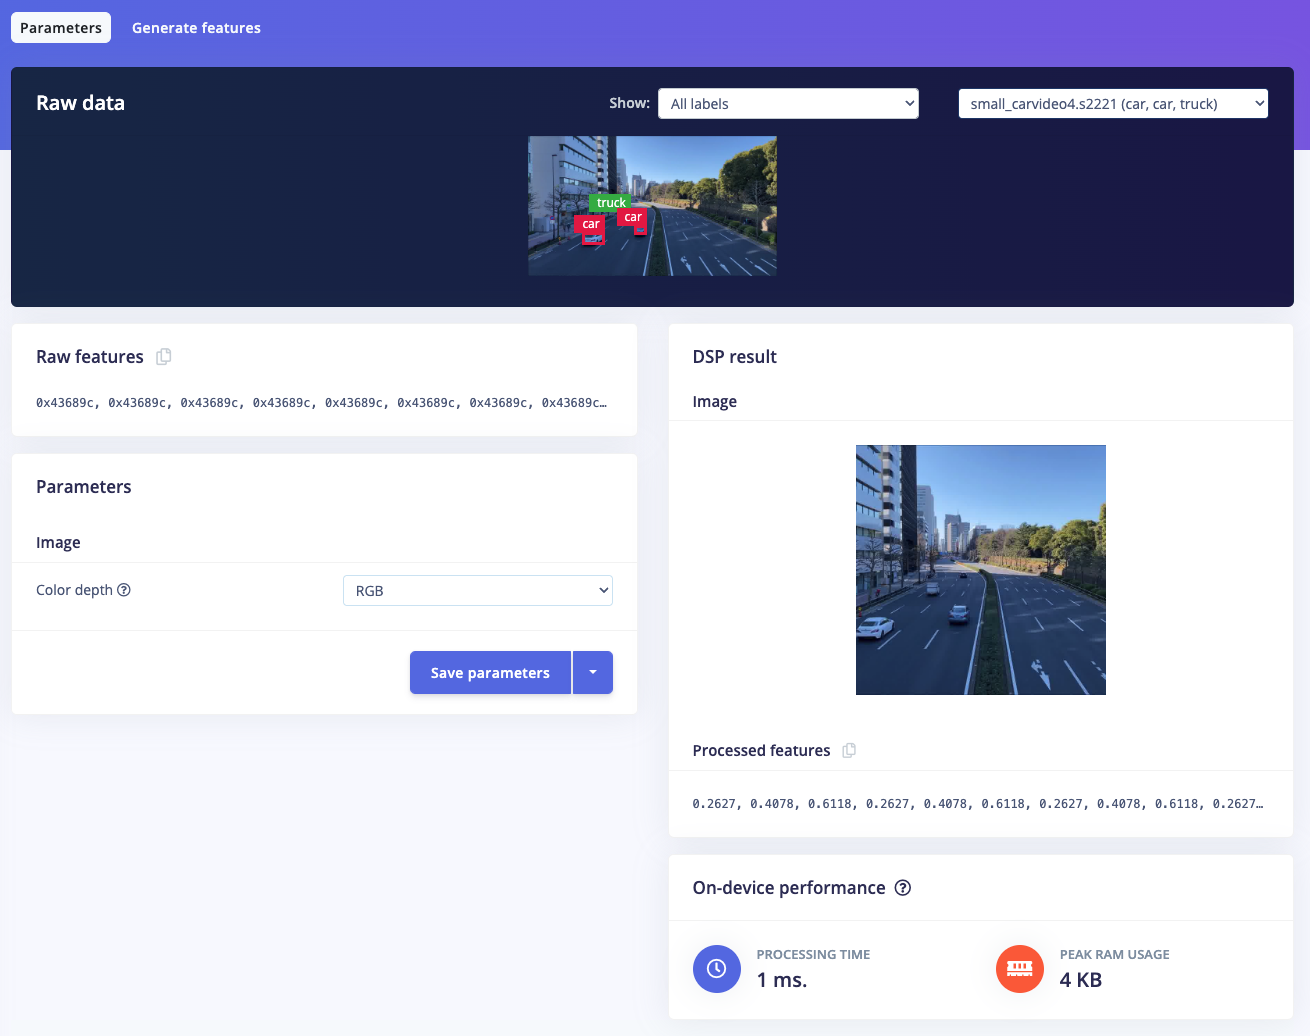 Parameters
Generate features
Raw data
Show:
All labels
small_carvideo4.s2221 (car, car, truck)
truck
car
car
Raw features
0x43689c, 0x43689c, 0x43689c, 0x43689c, 0x43689c, 0x43689c, 0x43689c, 0x43689c…
Parameters
Image
Color depth
RGB
Save parameters
DSP result
Image
Processed features
0.2627, 0.4078, 0.6118, 0.2627, 0.4078, 0.6118, 0.2627, 0.4078, 0.6118, 0.2627…
On-device performance
PROCESSING TIME
1 ms.
PEAK RAM USAGE
4 KB